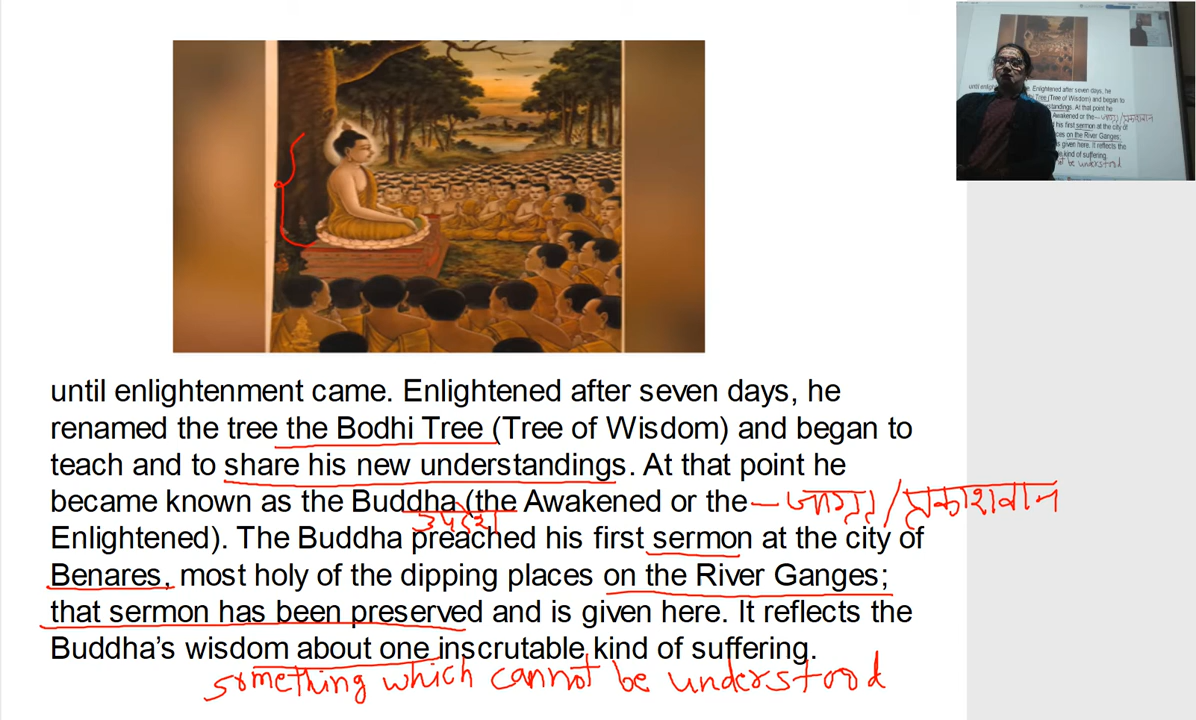 until enlightenment came. Enlightened after seven days, he
renamed the tree the Bodhi Tree (Tree of Wisdom) and began to
teach and to share his new understandings. At that point he
became known as the Buddha (the Awakened or the – जागृत / प्रकाशवान
उपदेश
Enlightened). The Buddha preached his first sermon at the city of
Benares, most holy of the dipping places on the River Ganges;
that sermon has been preserved and is given here. It reflects the
Buddha’s wisdom about one inscrutable kind of suffering.
something which cannot be understood